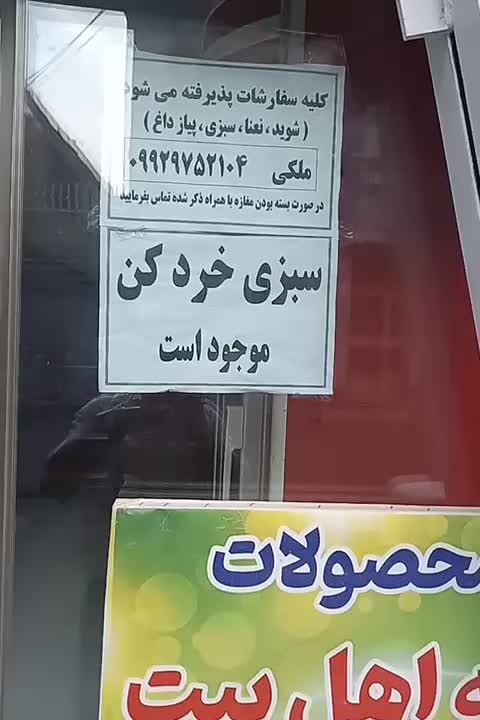 کلیه سفارشات پذیرفته می شود
( شوید ، نعنا ، سبزی ، پیاز داغ )
ملکی ۰۹۹۲۹۷۵۲۱۰۴
در صورت بسته بودن مغازه با همراه ذکر شده تماس بفرمایید
سبزی خرد کن
موجود است
محصولات
اهل بیت